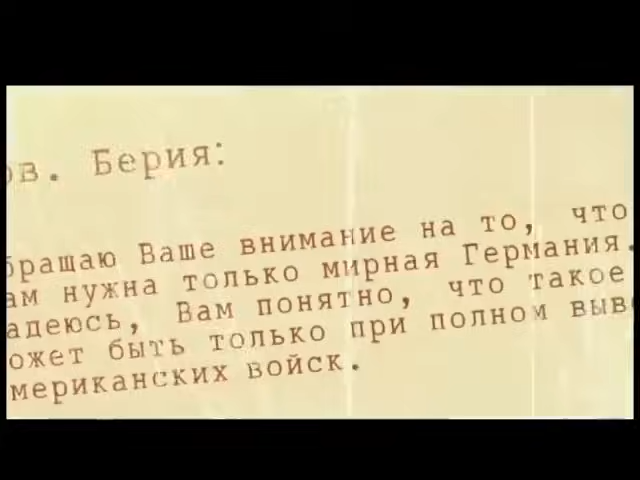 ов. Берия:
бращаю Ваше внимание на то, что
ам нужна только мирная Германия.
адеюсь, Вам понятно, что такое
ожет быть только при полном выв
мериканских войск.